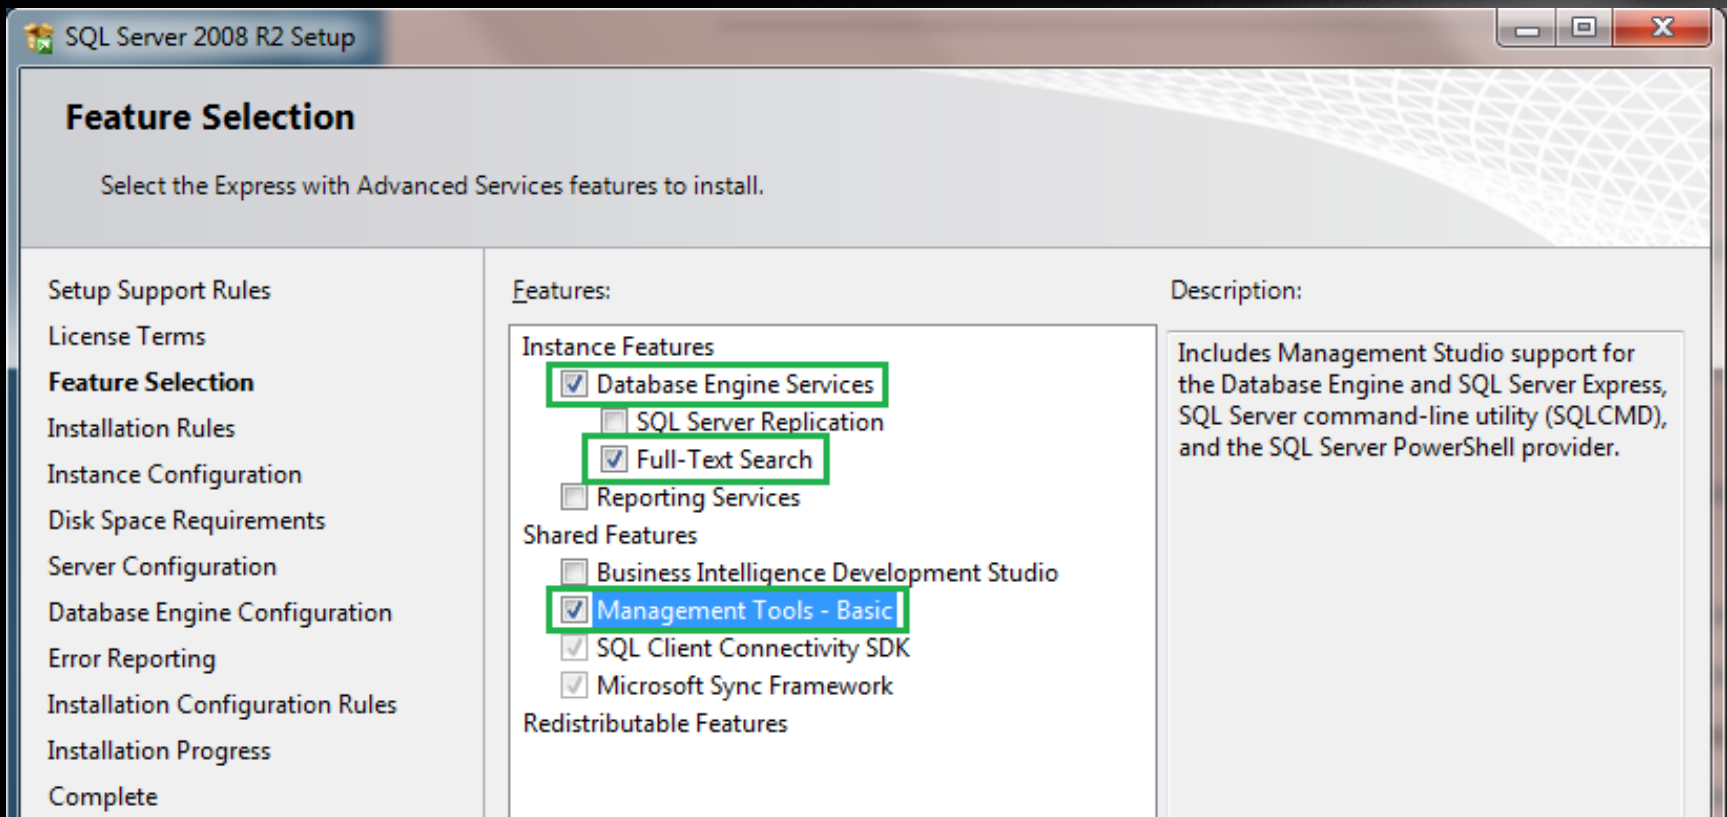 SQL Server 2008 R2 Setup
Feature Selection
Select the Express with Advanced Services features to install.
Setup Support Rules
License Terms
Feature Selection
Installation Rules
Instance Configuration
Disk Space Requirements
Server Configuration
Database Engine Configuration
Error Reporting
Installation Configuration Rules
Installation Progress
Complete
Features:
Instance Features
Database Engine Services
SQL Server Replication
Full-Text Search
Reporting Services
Shared Features
Business Intelligence Development Studio
Management Tools - Basic
SQL Client Connectivity SDK
Microsoft Sync Framework
Redistributable Features
Description:
Includes Management Studio support for
the Database Engine and SQL Server Express,
SQL Server command-line utility (SQLCMD),
and the SQL Server PowerShell provider.